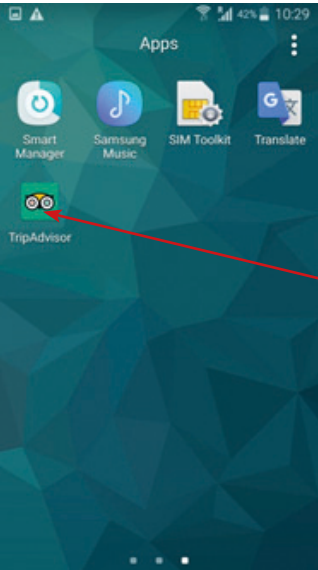 42% 10:29
Apps
Smart Manager
Samsung Music
SIM Toolkit
Translate
G
TripAdvisor